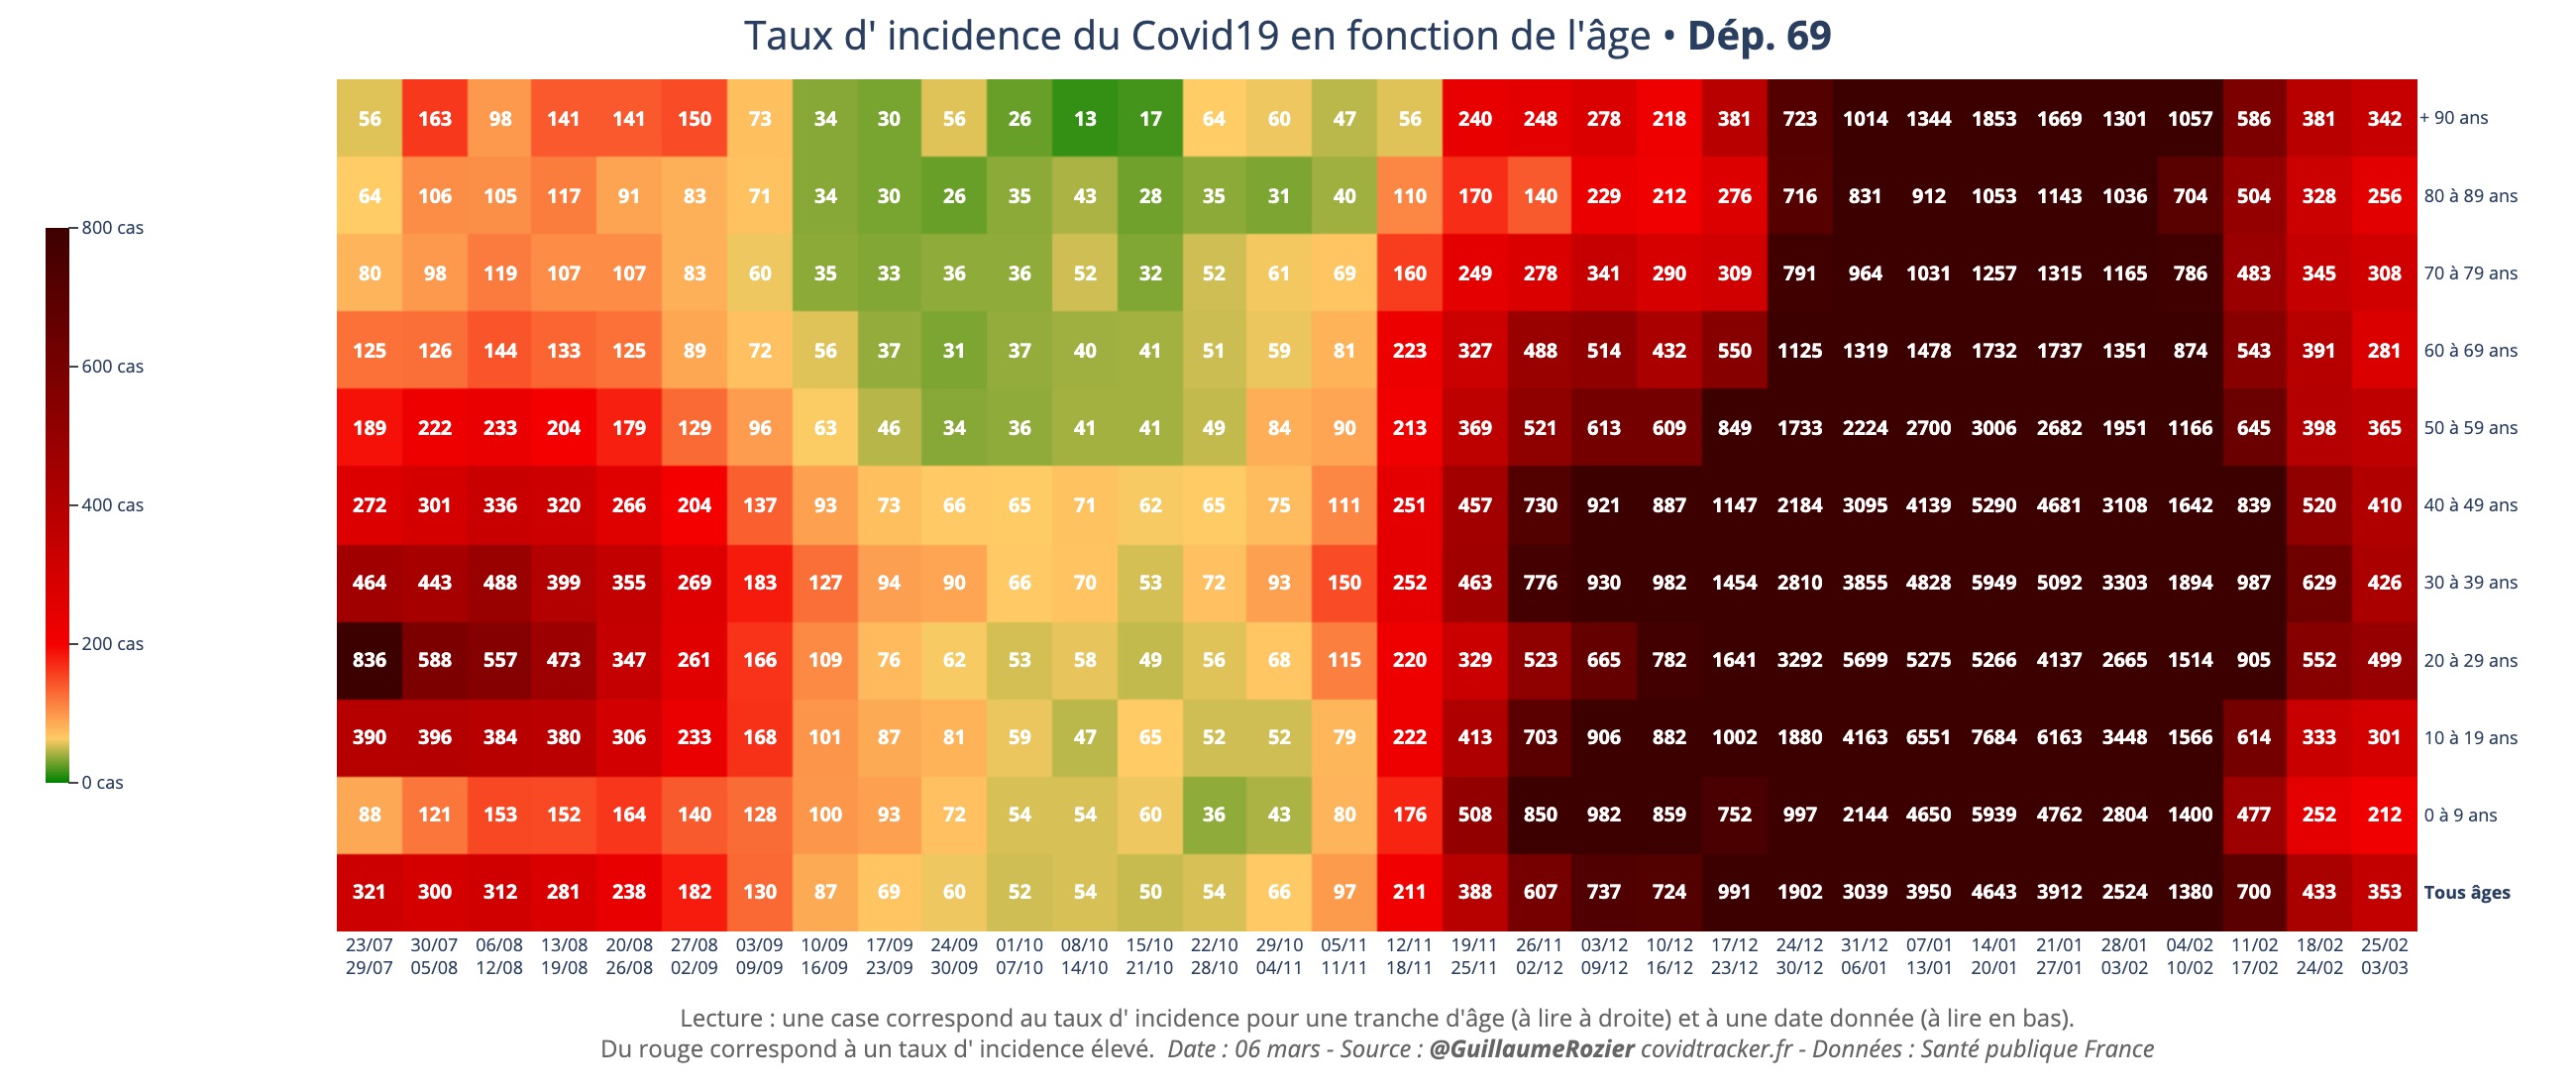 Taux d' incidence du Covid19 en fonction de l'âge • Dép. 69
56 163 98 141 141 150 73 34 30 56 26 13 17 64 60 47 56 240 248 278 218 381 723 1014 1344 1853 1669 1301 1057 586 381 342 + 90 ans
64 106 105 117 91 83 71 34 30 26 35 43 28 35 31 40 110 170 140 229 212 276 716 831 912 1053 1143 1036 704 504 328 256 80 à 89 ans
800 cas
80 98 119 107 107 83 60 35 33 36 36 52 32 52 61 69 160 249 278 341 290 309 791 964 1031 1257 1315 1165 786 483 345 308 70 à 79 ans
125 126 144 133 125 89 72 56 37 31 37 40 41 51 59 81 223 327 488 514 432 550 1125 1319 1478 1732 1737 1351 874 543 391 281 60 à 69 ans
600 cas
189 222 233 204 179 129 96 63 46 34 36 41 41 49 84 90 213 369 521 613 609 849 1733 2224 2700 3006 2682 1951 1166 645 398 365 50 à 59 ans
400 cas
272 301 336 320 266 204 137 93 73 66 65 71 62 65 75 111 251 457 730 921 887 1147 2184 3095 4139 5290 4681 3108 1642 839 520 410 40 à 49 ans
464 443 488 399 355 269 183 127 94 90 66 70 53 72 93 150 252 463 776 930 982 1454 2810 3855 4828 5949 5092 3303 1894 987 629 426 30 à 39 ans
200 cas
836 588 557 473 347 261 166 109 76 62 53 58 49 56 68 115 220 329 523 665 782 1641 3292 5699 5275 5266 4137 2665 1514 905 552 499 20 à 29 ans
390 396 384 380 306 233 168 101 87 81 59 47 65 52 52 79 222 413 703 906 882 1002 1880 4163 6551 7684 6163 3448 1566 614 333 301 10 à 19 ans
0 cas
88 121 153 152 164 140 128 100 93 72 54 54 60 36 43 80 176 508 850 982 859 752 997 2144 4650 5939 4762 2804 1400 477 252 212 0 à 9 ans
321 300 312 281 238 182 130 87 69 60 52 54 50 54 66 97 211 388 607 737 724 991 1902 3039 3950 4643 3912 2524 1380 700 433 353 Tous âges
23/07 30/07 06/08 13/08 20/08 27/08 03/09 10/09 17/09 24/09 01/10 08/10 15/10 22/10 29/10 05/11 12/11 19/11 26/11 03/12 10/12 17/12 24/12 31/12 07/01 14/01 21/01 28/01 04/02 11/02 18/02 25/02
29/07 05/08 12/08 19/08 26/08 02/09 09/09 16/09 23/09 30/09 07/10 14/10 21/10 28/10 04/11 11/11 18/11 25/11 02/12 09/12 16/12 23/12 30/12 06/01 13/01 20/01 27/01 03/02 10/02 17/02 24/02 03/03
Lecture : une case correspond au taux d' incidence pour une tranche d'âge (à lire à droite) et à une date donnée (à lire en bas).
Du rouge correspond à un taux d' incidence élevé. Date : 06 mars - Source : @GuillaumeRozier covidtracker.fr - Données : Santé publique France